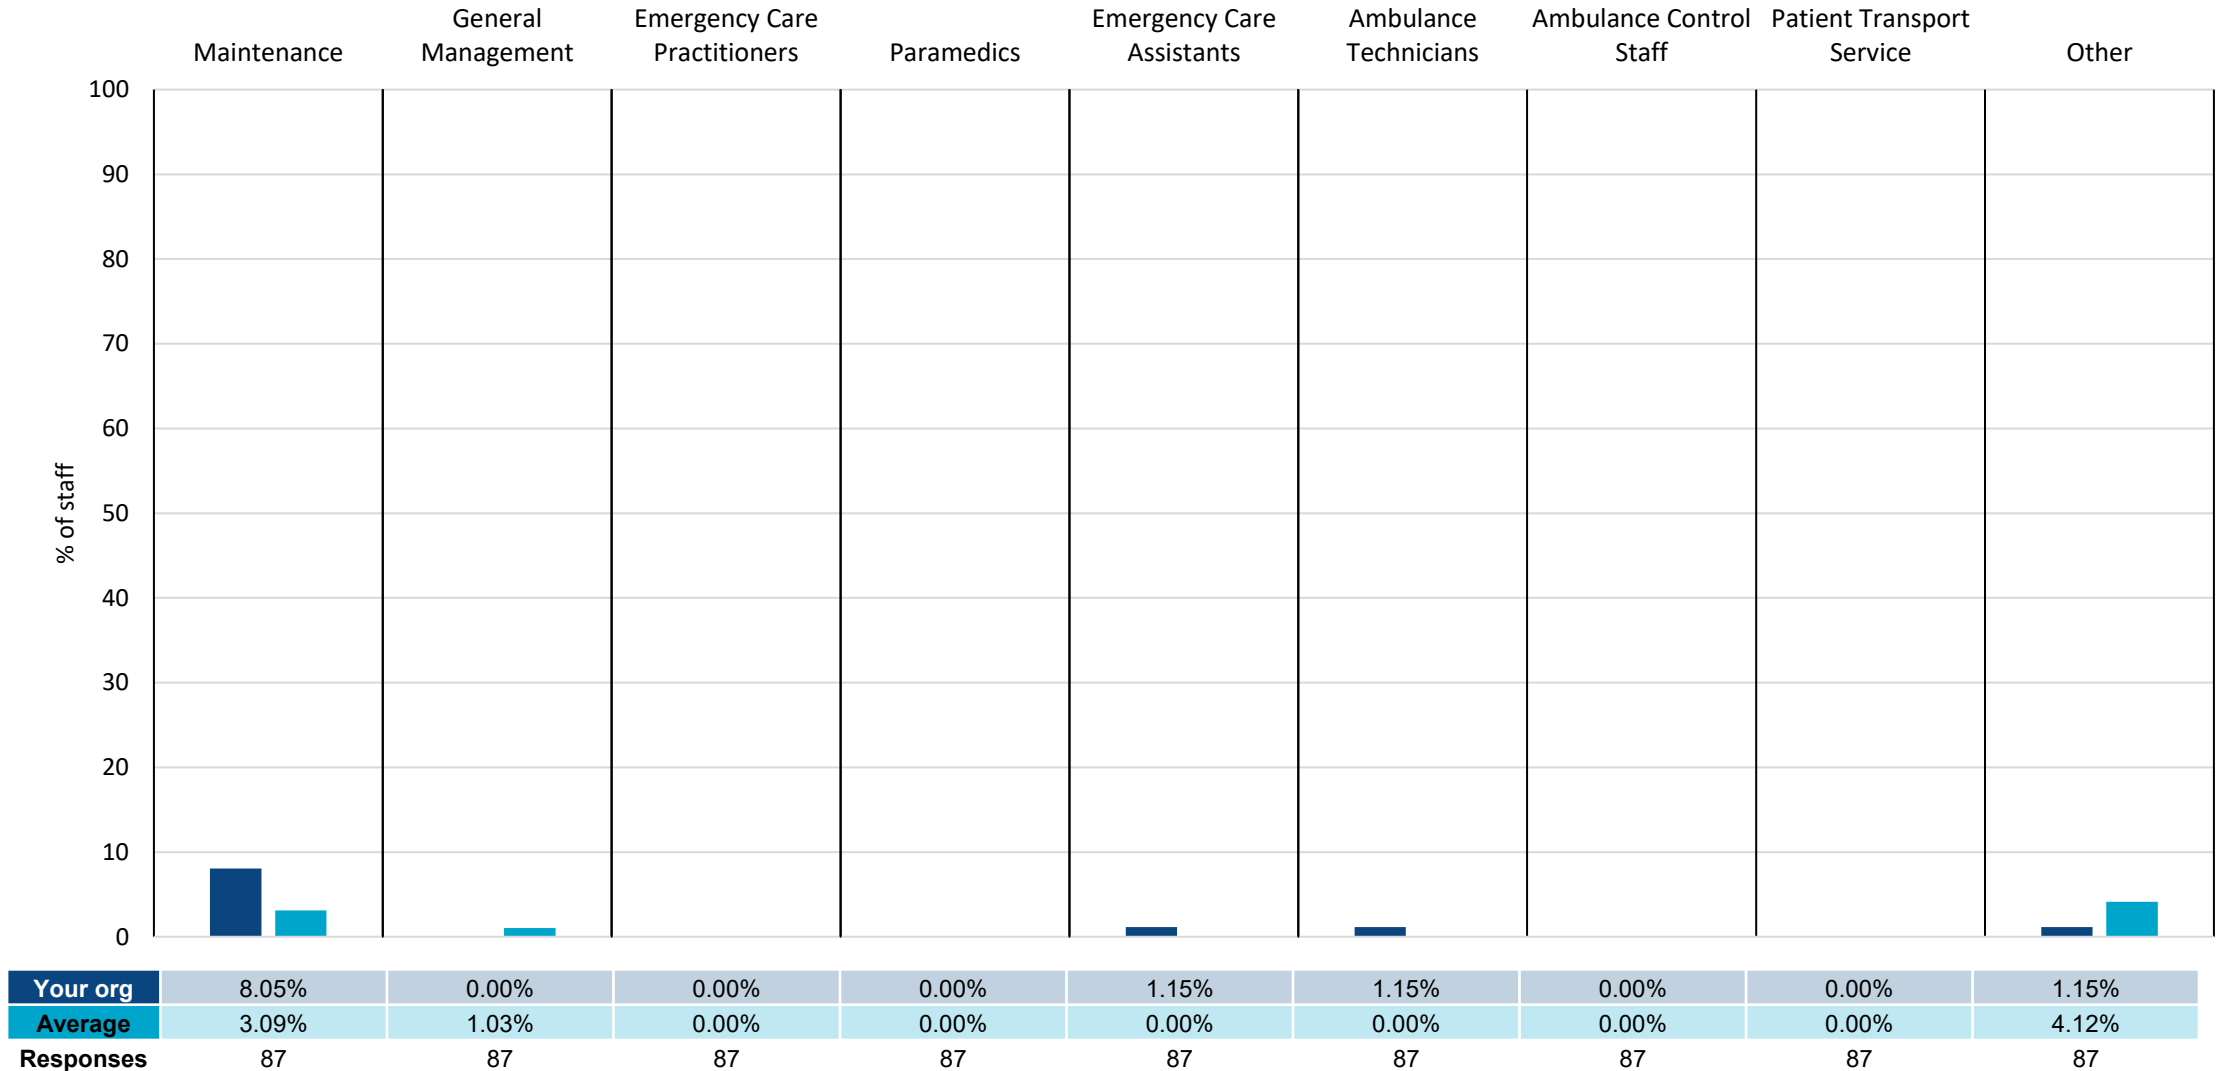 Maintenance
General
Management
Emergency Care
Practitioners
Paramedics
Emergency Care
Assistants
Ambulance
Technicians
Ambulance Control
Staff
Patient Transport
Service
Other
% of staff
100
90
80
70
60
50
40
30
20
10
0
Your org 8.05% 0.00% 0.00% 0.00% 1.15% 1.15% 0.00% 0.00% 1.15%
Average 3.09% 1.03% 0.00% 0.00% 0.00% 0.00% 0.00% 0.00% 4.12%
Responses 87 87 87 87 87 87 87 87 87